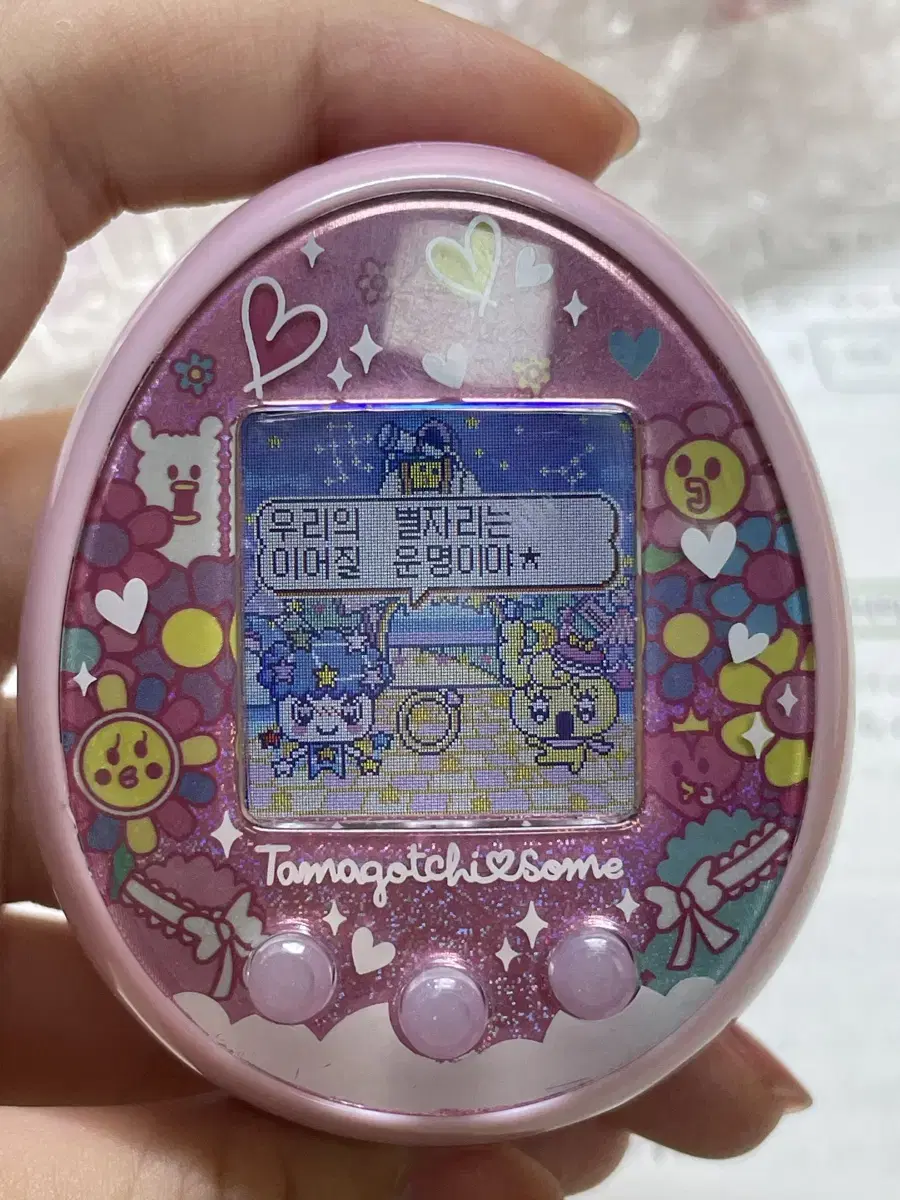 우리의 별자리는
이어질 운명이야★
Tamagotchi♡some